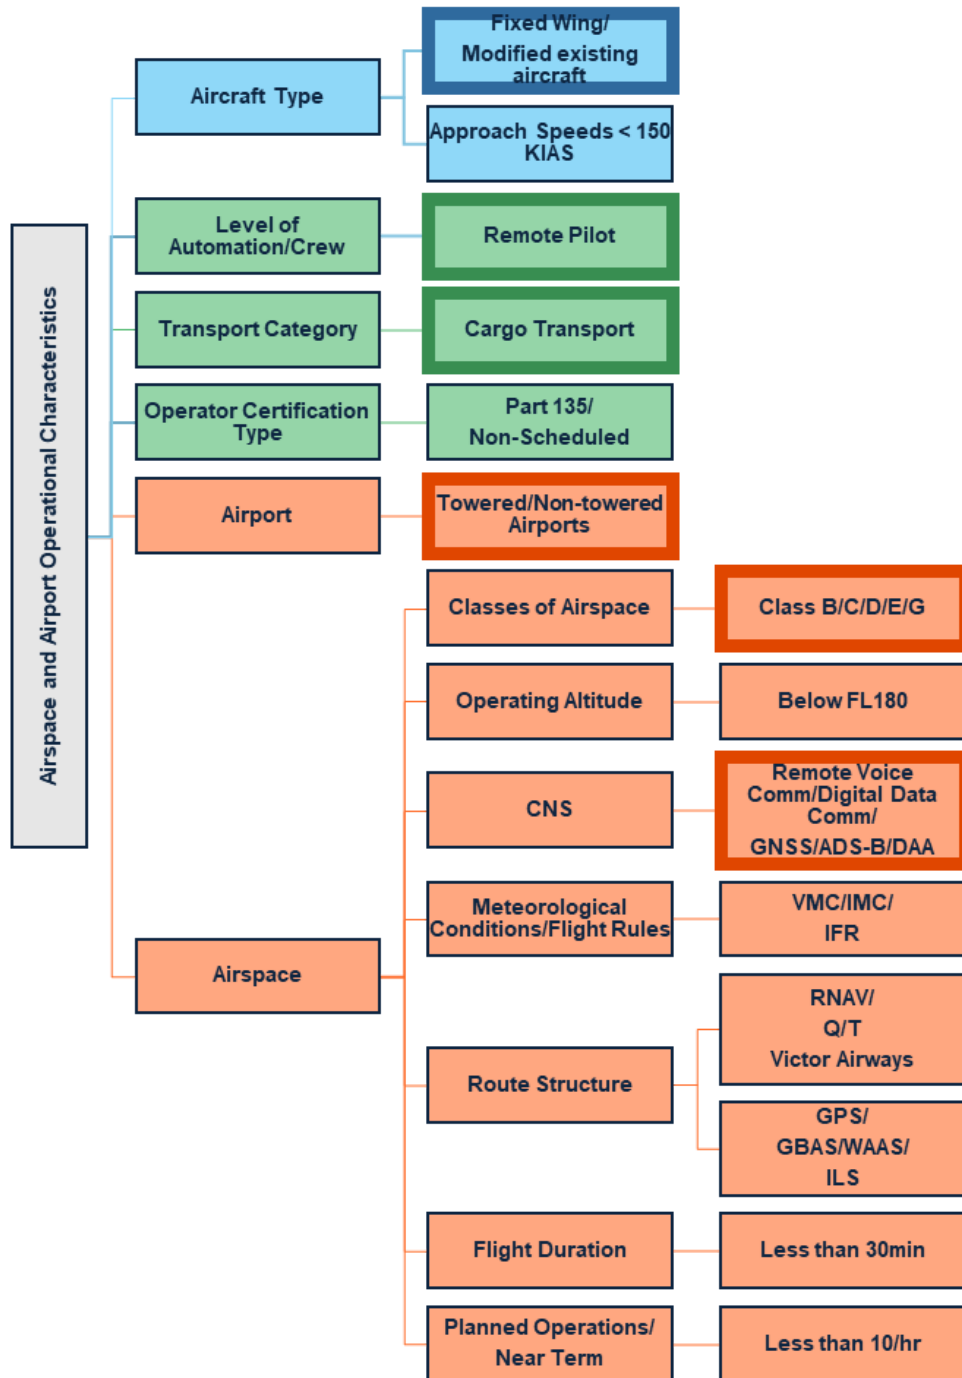 Airspace and Airport Operational Characteristics
Aircraft Type
Fixed Wing/
Modified existing
aircraft
Approach Speeds < 150
KIAS
Level of
Automation/Crew
Remote Pilot
Transport Category
Cargo Transport
Operator Certification
Type
Part 135/
Non-Scheduled
Airport
Towered/Non-towered
Airports
Airspace
Classes of Airspace
Class B/C/D/E/G
Operating Altitude
Below FL180
CNS
Remote Voice
Comm/Digital Data
Comm/
GNSS/ADS-B/DAA
Meteorological
Conditions/Flight Rules
VMC/IMC/
IFR
Route Structure
RNAV/
Q/T
Victor Airways
GPS/
GBAS/WAAS/
ILS
Flight Duration
Less than 30min
Planned Operations/
Near Term
Less than 10/hr